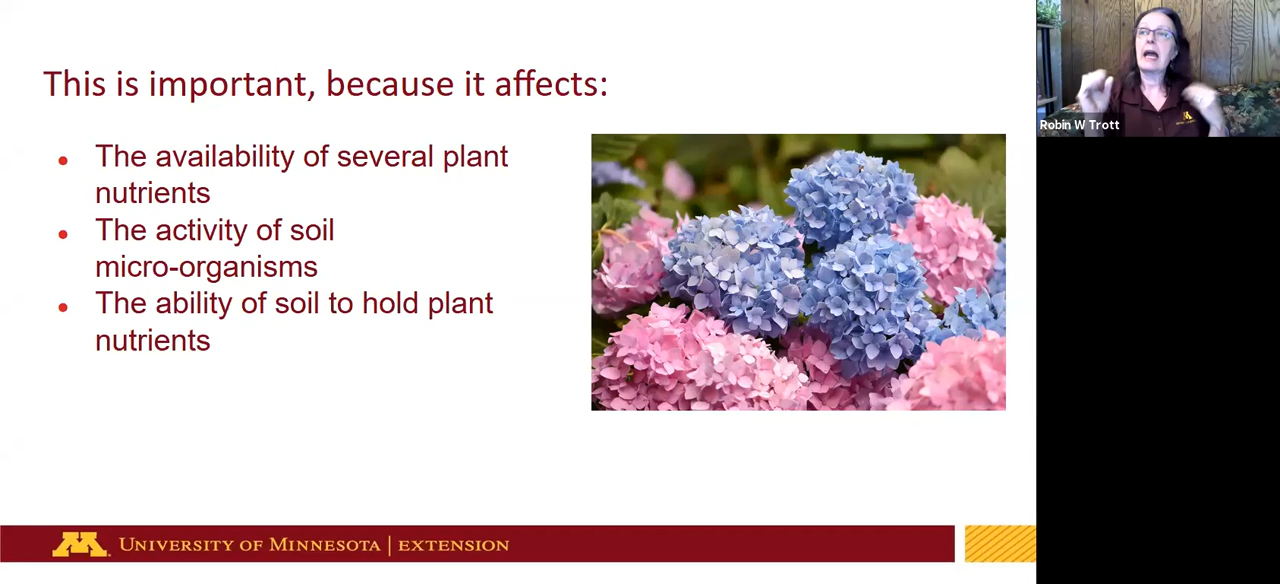 This is important, because it affects:
The availability of several plant
nutrients
The activity of soil
micro-organisms
The ability of soil to hold plant
nutrients
Robin W Trott
M UNIVERSITY OF MINNESOTA | EXTENSION